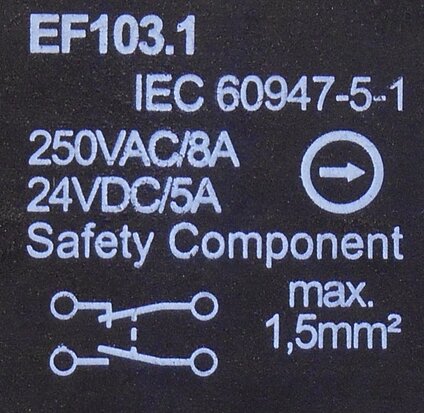 EF103.1
IEC 60947-5-1
250VAC/8A
24VDC/5A
Safety Component
max.
1,5mm²